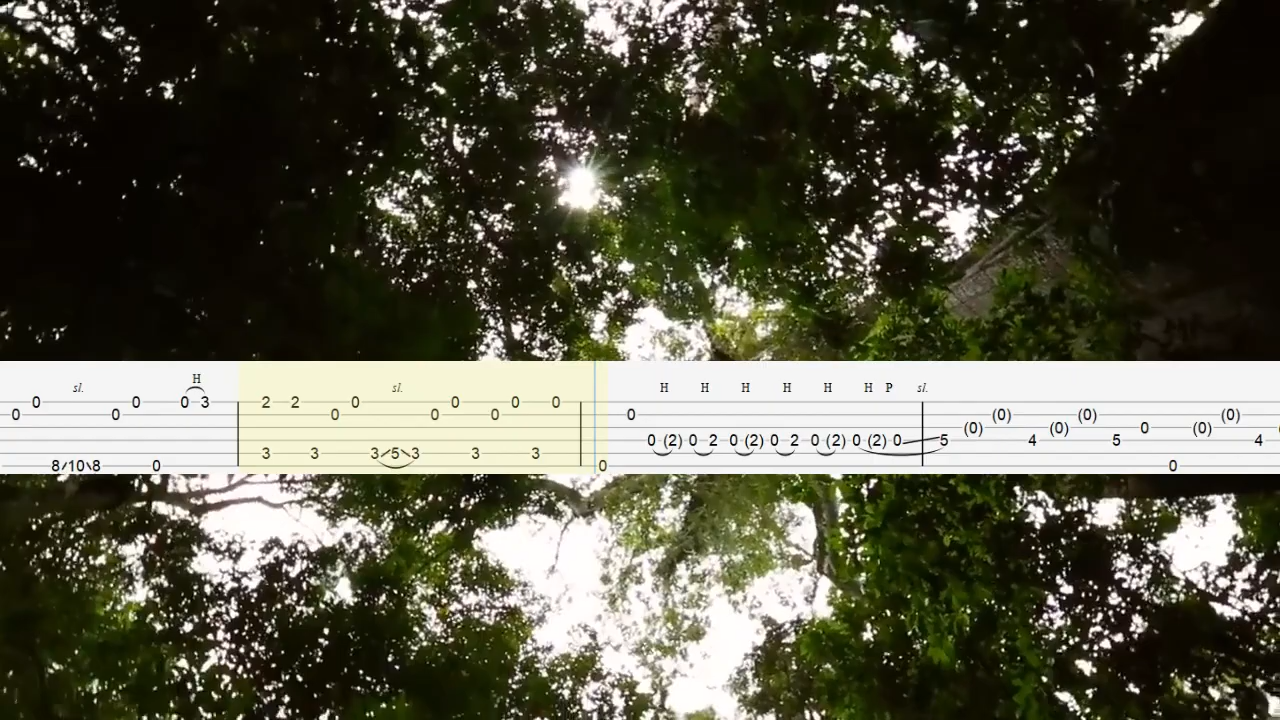 H
sl. sl. H H H H H H P sl.
0 0 0 3 2 2 0 0 0 0
0 0 0 0 0 0 (0) (0) (0)
(0) (0) 0 (0)
0 (2) 0 2 0 (2) 0 2 0 (2) 0 (2) 0 5 4 5 4
3 3 3 5 3 3 3
8/10\8 0 0 0